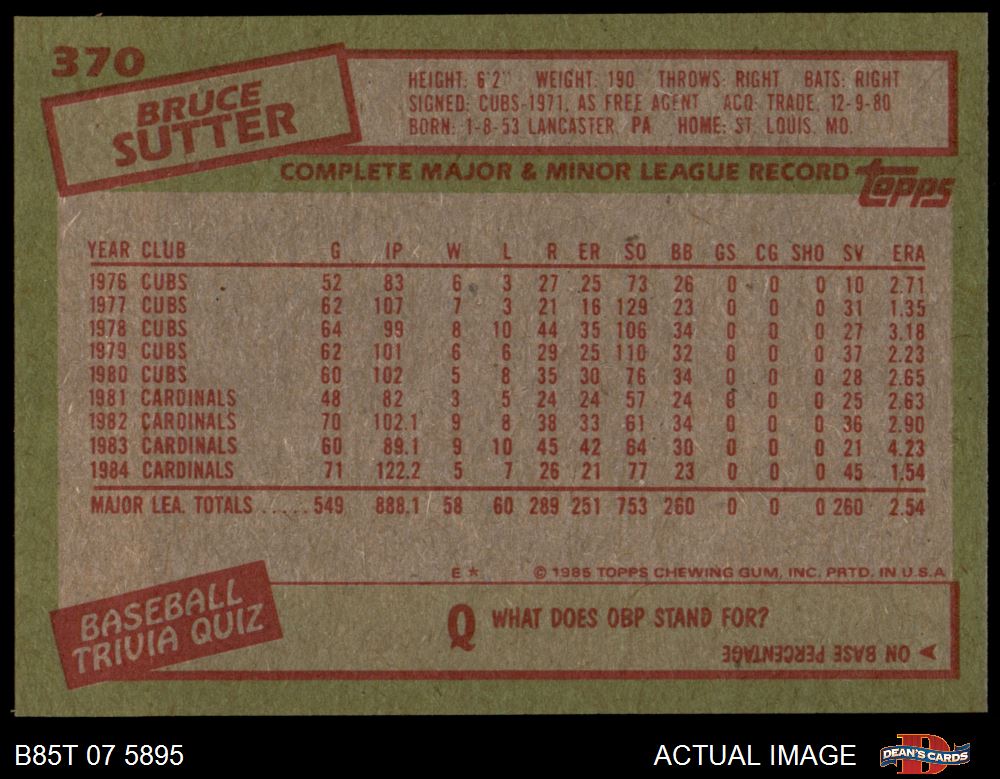 370
BRUCE
SUTTER
HEIGHT: 6'2" WEIGHT: 190 THROWS: RIGHT BATS: RIGHT
SIGNED: CUBS-1971, AS FREE AGENT ACQ: TRADE, 12-9-80
BORN: 1-8-53 LANCASTER, PA HOME: ST. LOUIS, MO.
COMPLETE MAJOR & MINOR LEAGUE RECORD topps
YEAR CLUB G IP W L R ER SO BB GS CG SHO SV ERA
1976 CUBS 52 83 6 3 27 25 73 26 0 0 0 10 2.71
1977 CUBS 62 107 7 3 21 16 129 23 0 0 0 31 1.35
1978 CUBS 64 99 8 10 44 35 106 34 0 0 0 27 3.18
1979 CUBS 62 101 6 6 29 25 110 32 0 0 0 37 2.23
1980 CUBS 60 102 5 8 35 30 76 34 0 0 0 28 2.65
1981 CARDINALS 48 82 3 5 24 24 57 24 0 0 0 25 2.63
1982 CARDINALS 70 102.1 9 8 38 33 61 34 0 0 0 36 2.90
1983 CARDINALS 60 89.1 9 10 45 42 64 30 0 0 0 21 4.23
1984 CARDINALS 71 122.2 5 7 26 21 77 23 0 0 0 45 1.54
MAJOR LEA. TOTALS.....549 888.1 58 60 289 251 753 260 0 0 0 260 2.54
E* © 1985 TOPPS CHEWING GUM, INC. PRTD. IN U.S.A.
BASEBALL
TRIVIA QUIZ
Q WHAT DOES OBP STAND FOR?
ON BASE PERCENTAGE
B85T 07 5895 ACTUAL IMAGE DEAN'S CARDS